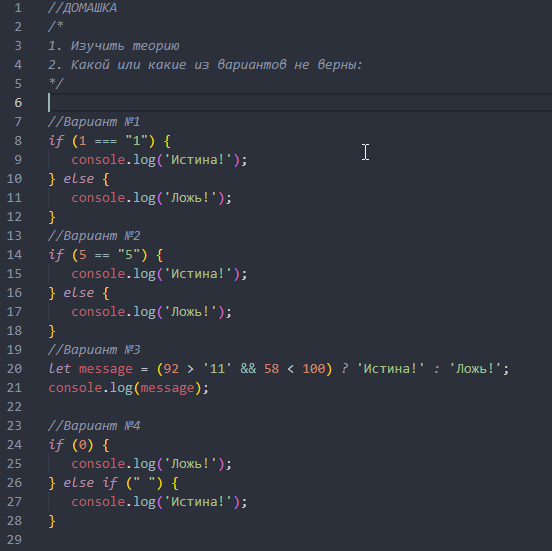 1 //ДОМАШКА
2 /*
3 1. Изучить теорию
4 2. Какой или какие из вариантов не верны:
5 */
6
7 //Вариант №1
8 if (1 === "1") {
9 console.log('Истина!');
10 } else {
11 console.log('Ложь!');
12 }
13 //Вариант №2
14 if (5 == "5") {
15 console.log('Истина!');
16 } else {
17 console.log('Ложь!');
18 }
19 //Вариант №3
20 let message = (92 > '11' && 58 < 100) ? 'Истина!' : 'Ложь!';
21 console.log(message);
22
23 //Вариант №4
24 if (0) {
25 console.log('Ложь!');
26 } else if (" ") {
27 console.log('Истина!');
28 }
29